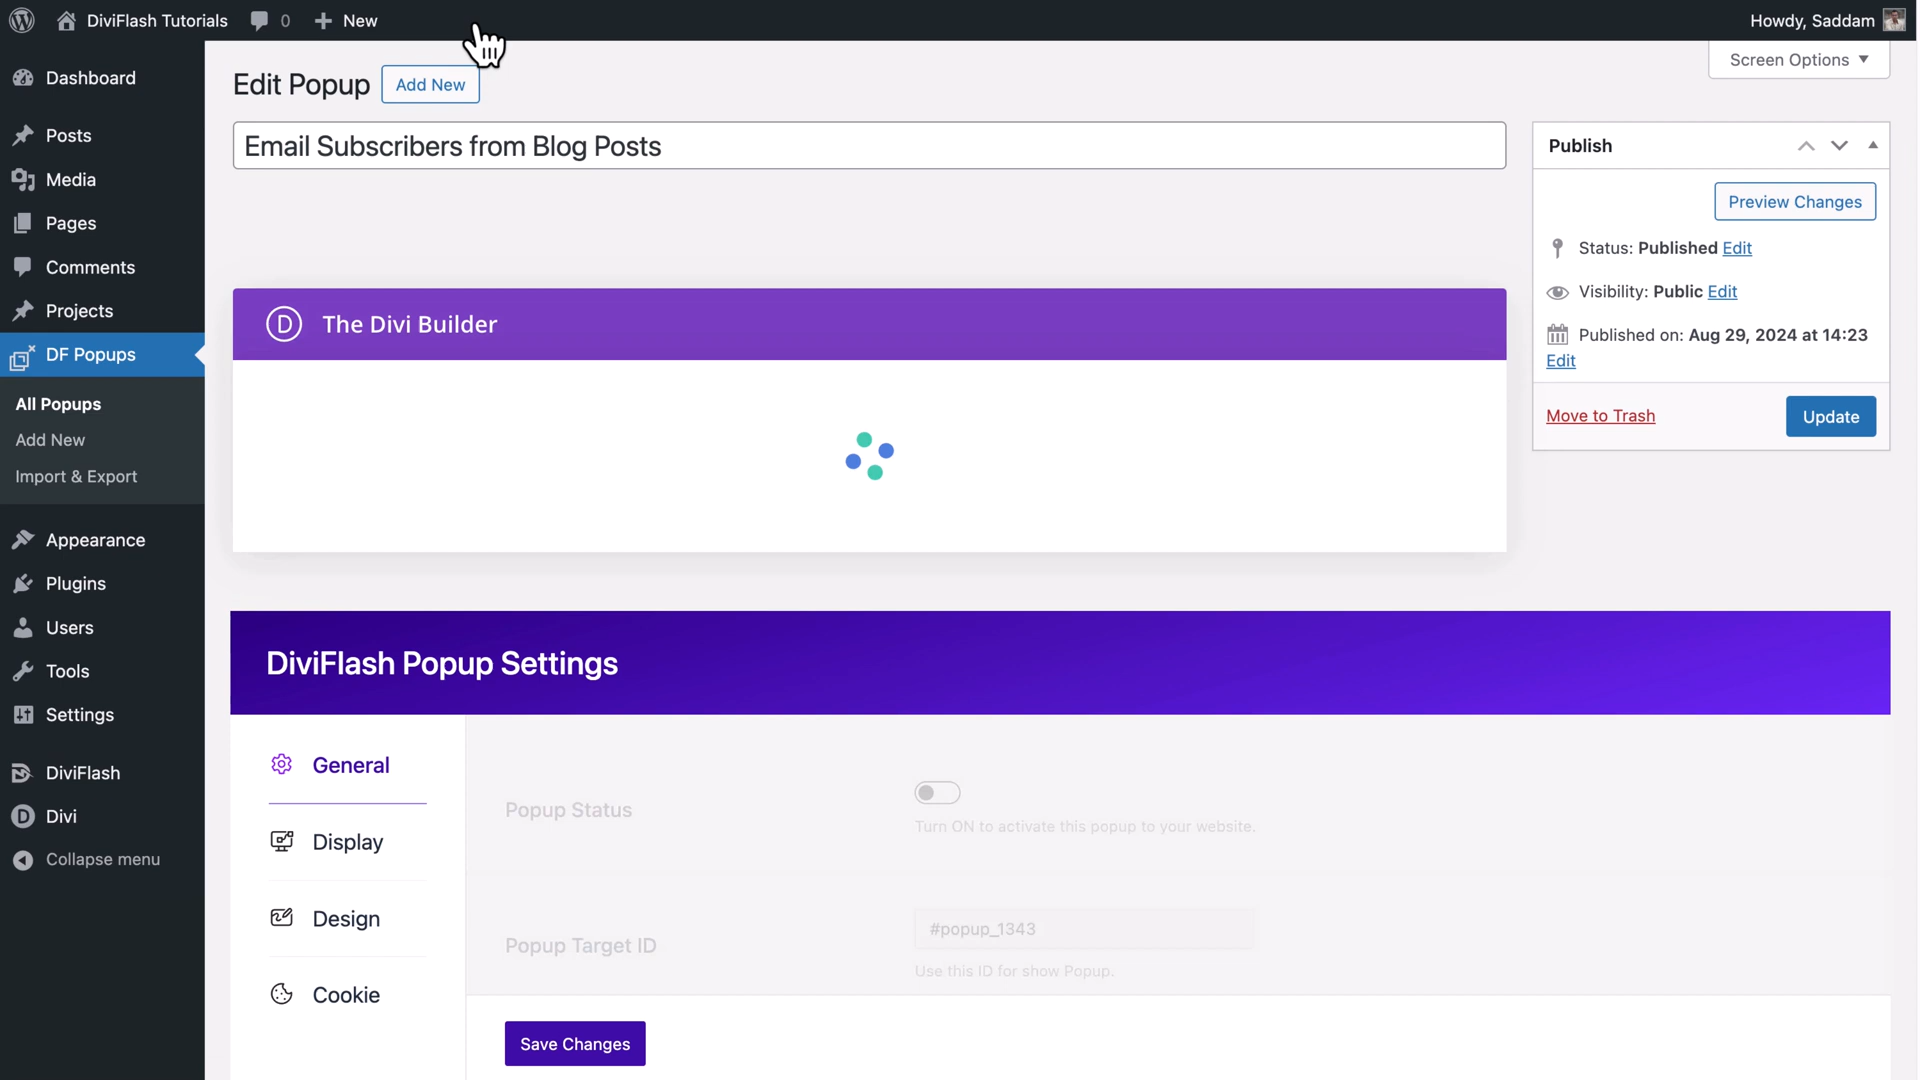 DiviFlash Tutorials
0
New
Howdy, Saddam
Screen Options
Dashboard
Posts
Media
Pages
Comments
Projects
DF Popups
All Popups
Add New
Import & Export
Appearance
Plugins
Users
Tools
Settings
DiviFlash
Divi
Collapse menu
Edit Popup
Add New
Email Subscribers from Blog Posts
Publish
Preview Changes
Status: Published Edit
Visibility: Public Edit
Published on: Aug 29, 2024 at 14:23
Edit
Move to Trash
Update
D
The Divi Builder
DiviFlash Popup Settings
General
Display
Design
Cookie
Popup Status
Turn ON to activate this popup to your website.
Popup Target ID
#popup_1343
Use this ID for show Popup.
Save Changes